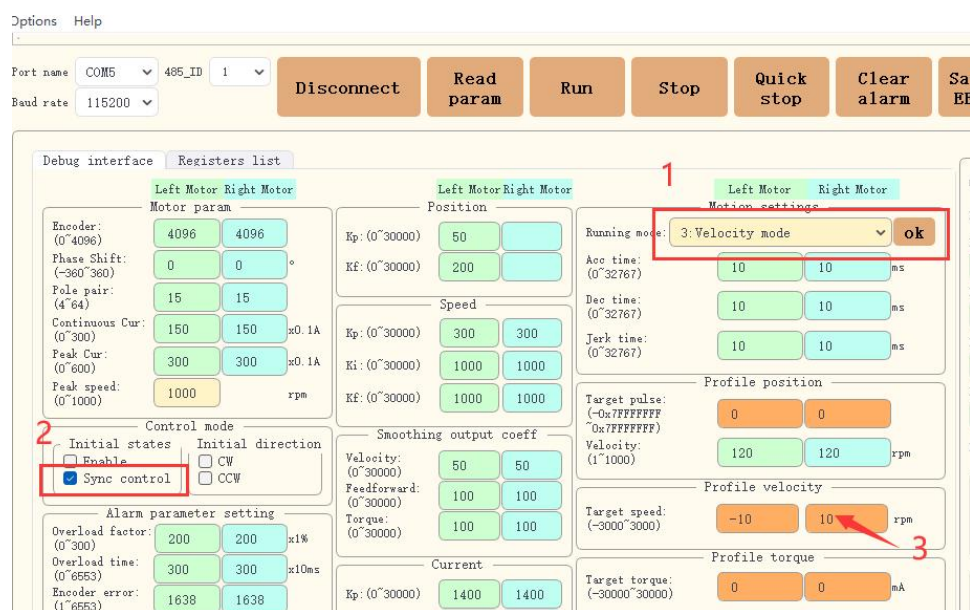 Options Help
Port name COM5 485_ID 1
Baud rate 115200
Disconnect
Read param
Run
Stop
Quick stop
Clear alarm
Debug interface Registers list
1
Left Motor Right Motor
Motor param
Encoder: (0~4096) 4096 4096
Phase Shift: (-360~360) 0 0 °
Pole pair: (4~64) 15 15
Continuous Cur: (0~300) 150 150 x0.1A
Peak Cur: (0~600) 300 300 x0.1A
Peak speed: (0~1000) 1000 rpm
2
Control mode
Initial states Initial direction
Enable CW
Sync control CCW
Alarm parameter setting
Overload factor: (0~300) 200 200 x1%
Overload time: (0~6553) 300 300 x10ms
Encoder error: (1~6553) 1638 1638
Left Motor Right Motor
Position
Kp:(0~30000) 50
Kf:(0~30000) 200
Speed
Kp:(0~30000) 300 300
Ki:(0~30000) 1000 1000
Kf:(0~30000) 1000 1000
Smoothing output coeff
Velocity: (0~30000) 50 50
Feedforward: (0~30000) 100 100
Torque: (0~30000) 100 100
Current
Kp:(0~30000) 1400 1400
Left Motor Right Motor
Motion settings
Running mode: 3:Velocity mode ok
Acc time: (0~32767) 10 10 ms
Dec time: (0~32767) 10 10 ms
Jerk time: (0~32767) 10 10 ms
Profile position
Target pulse: (-0x7FFFFFFF ~0x7FFFFFFF) 0 0
Velocity: (1~1000) 120 120 rpm
Profile velocity
Target speed: (-3000~3000) -10 10 rpm
3
Profile torque
Target torque: (-30000~30000) 0 0 mA